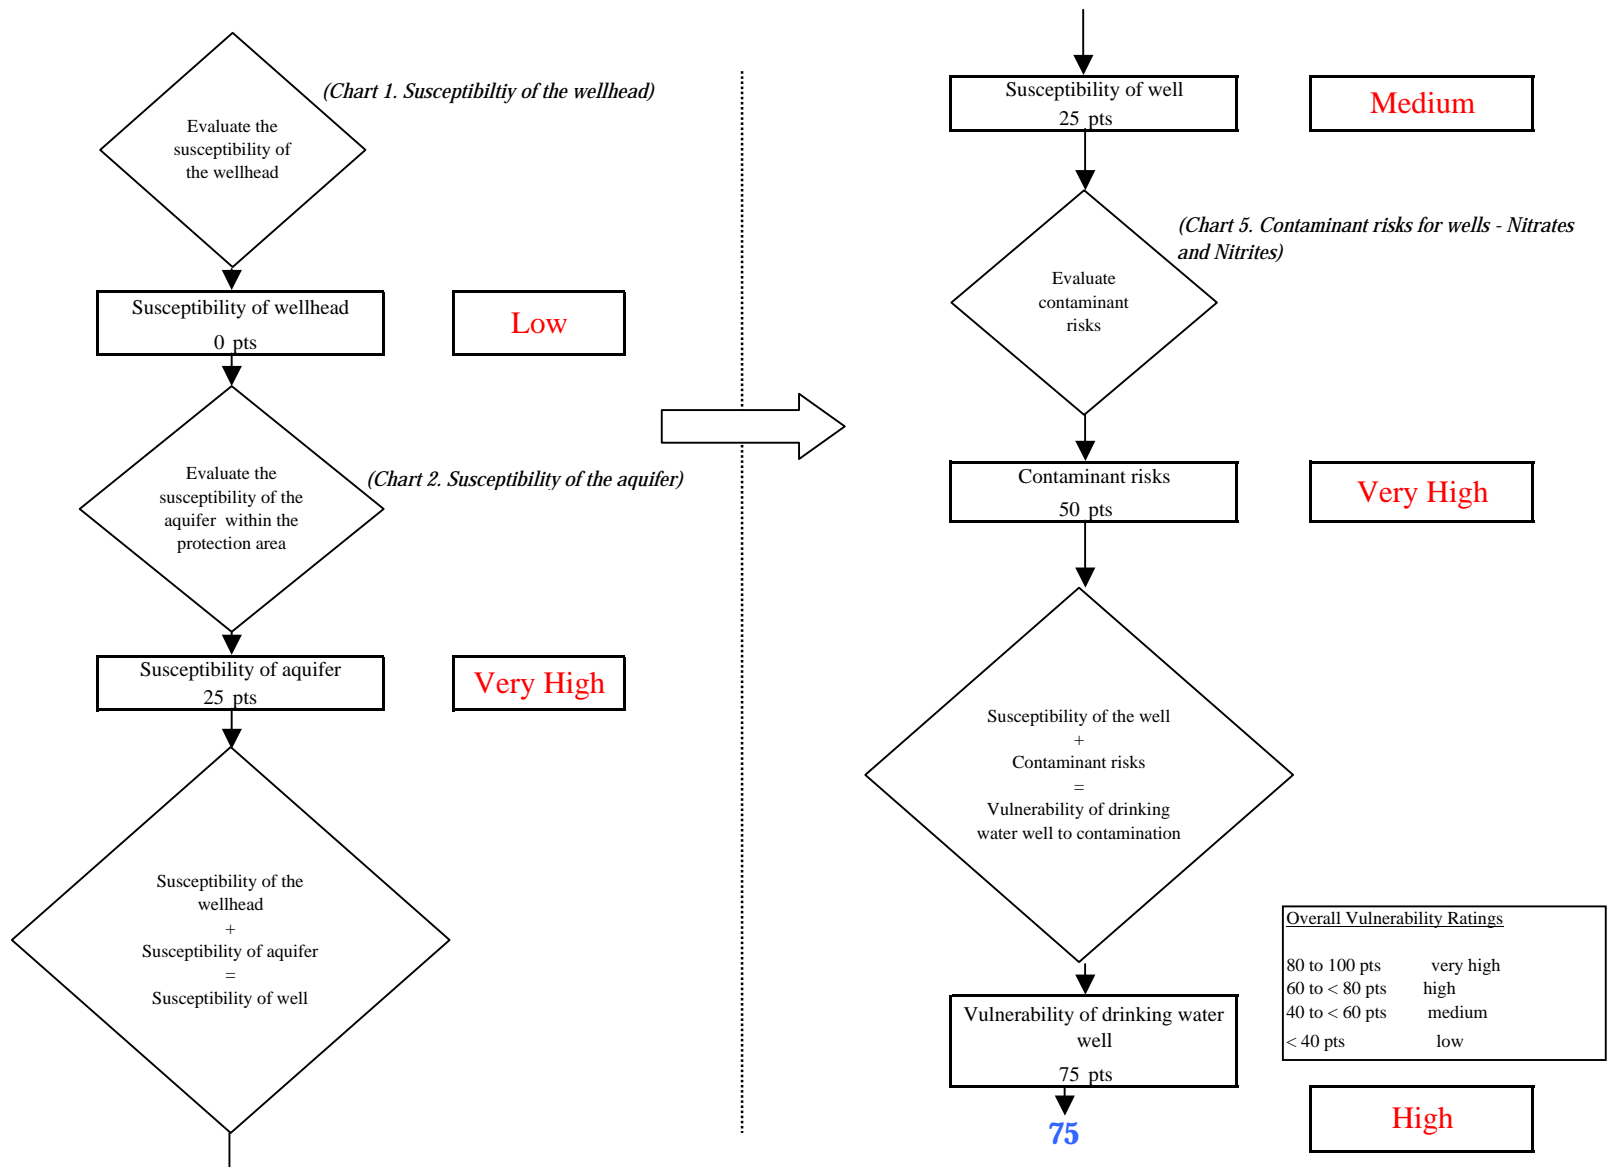 (Chart 1. Susceptibiltiy of the wellhead)
Evaluate the
susceptibility of
the wellhead
Susceptibility of wellhead
0 pts
Low
Evaluate the
susceptibility of the
aquifer within the
protection area
(Chart 2. Susceptibility of the aquifer)
Susceptibility of aquifer
25 pts
Very High
Susceptibility of the
wellhead
+
Susceptibility of aquifer
=
Susceptibility of well
Susceptibility of well
25 pts
Medium
(Chart 5. Contaminant risks for wells - Nitrates
and Nitrites)
Evaluate
contaminant
risks
Contaminant risks
50 pts
Very High
Susceptibility of the well
+
Contaminant risks
=
Vulnerability of drinking
water well to contamination
Overall Vulnerability Ratings
80 to 100 pts very high
60 to < 80 pts high
40 to < 60 pts medium
< 40 pts low
Vulnerability of drinking water
well
75 pts
75
High